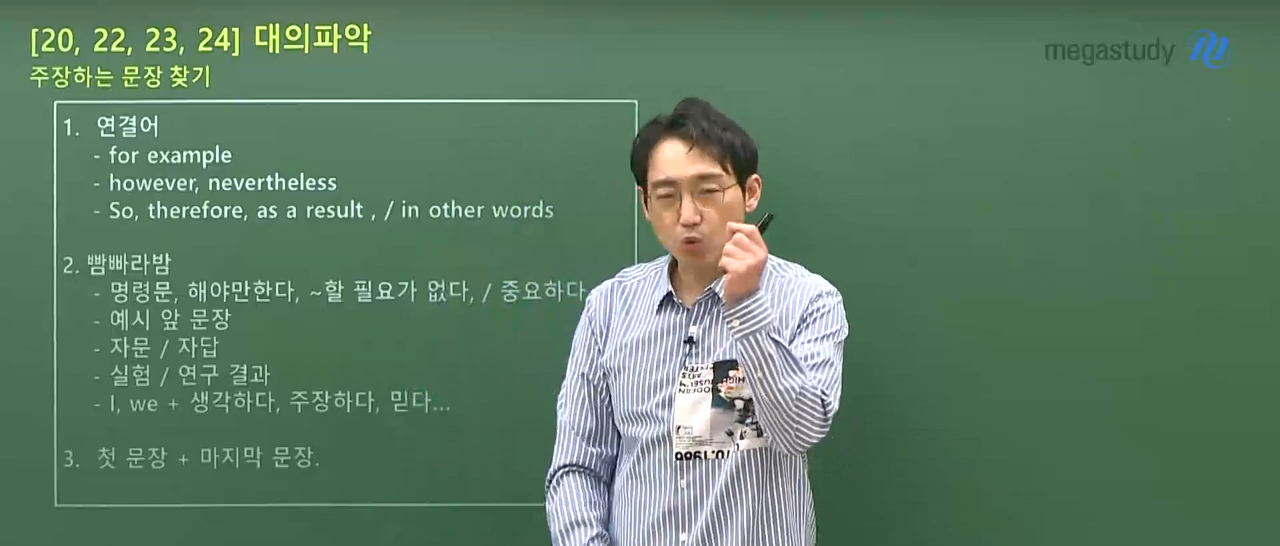 [20, 22, 23, 24] 대의파악
주장하는 문장 찾기
megastudy
1. 연결어
- for example
- however, nevertheless
- So, therefore, as a result , / in other words
2. 빰빠라밤
- 명령문, 해야만한다, ~할 필요가 없다, / 중요하다
- 예시 앞 문장
- 자문 / 자답
- 실험 / 연구 결과
- I, we + 생각하다, 주장하다, 믿다...
3. 첫 문장 + 마지막 문장.